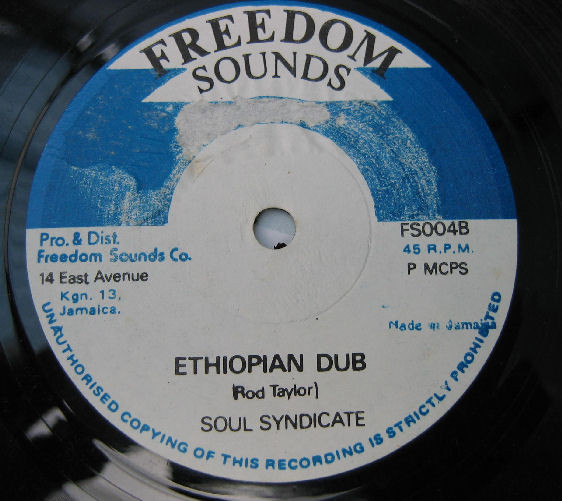 FREEDOM
SOUNDS
Pro. & Dist.
Freedom Sounds Co.
14 East Avenue
Kgn. 13,
Jamaica.
FS004B
45 R.P.M.
P MCPS
Made in Jamaica
ETHIOPIAN DUB
(Rod Taylor)
SOUL SYNDICATE
UNAUTHORISED COPYING OF THIS RECORDING IS STRICTLY PROHIBITED